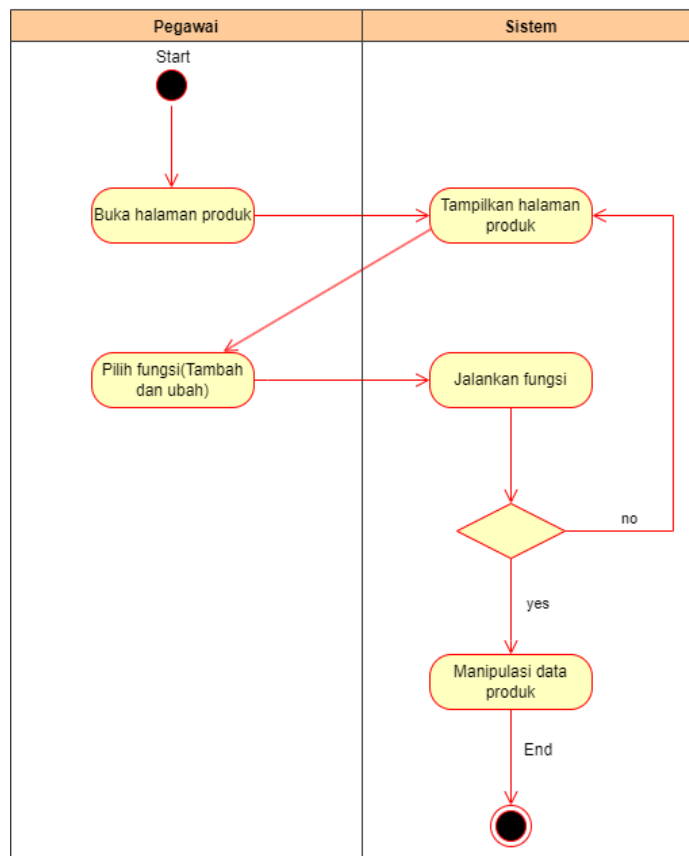 Pegawai
Sistem
Start
Buka halaman produk
Tampilkan halaman
produk
Pilih fungsi(Tambah
dan ubah)
Jalankan fungsi
no
yes
Manipulasi data
produk
End